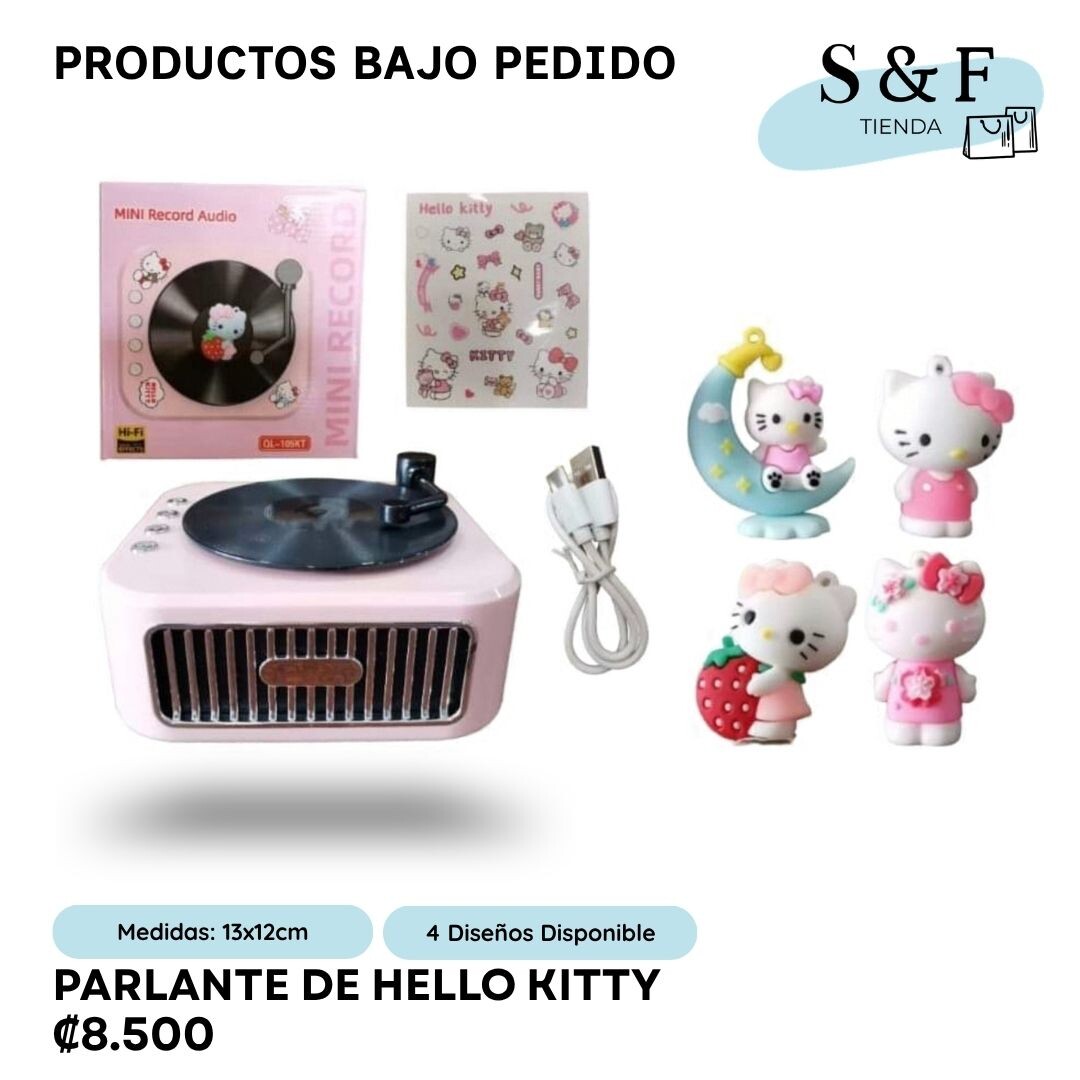 PRODUCTOS BAJO PEDIDO
S & F
TIENDA
MINI Record Audio
MINI RECORD
Hi-Fi
EFFECTS
QL-105KT
Hello kitty
KITTY
Medidas: 13x12cm
4 Diseños Disponible
PARLANTE DE HELLO KITTY
₡8.500